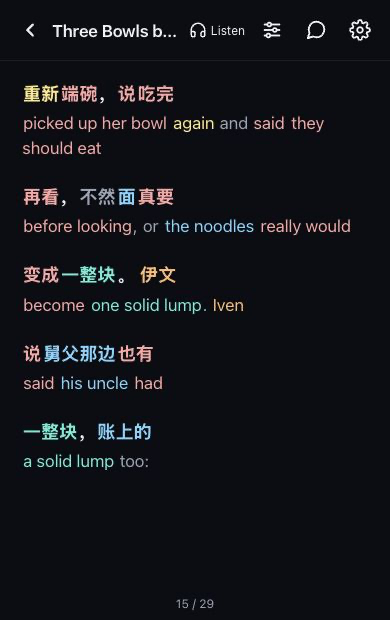 Three Bowls b...
Listen
重新端碗，说吃完
picked up her bowl again and said they
should eat
再看，不然面真要
before looking, or the noodles really would
变成一整块。伊文
become one solid lump. Iven
说舅父那边也有
said his uncle had
一整块，账上的
a solid lump too:
15 / 29